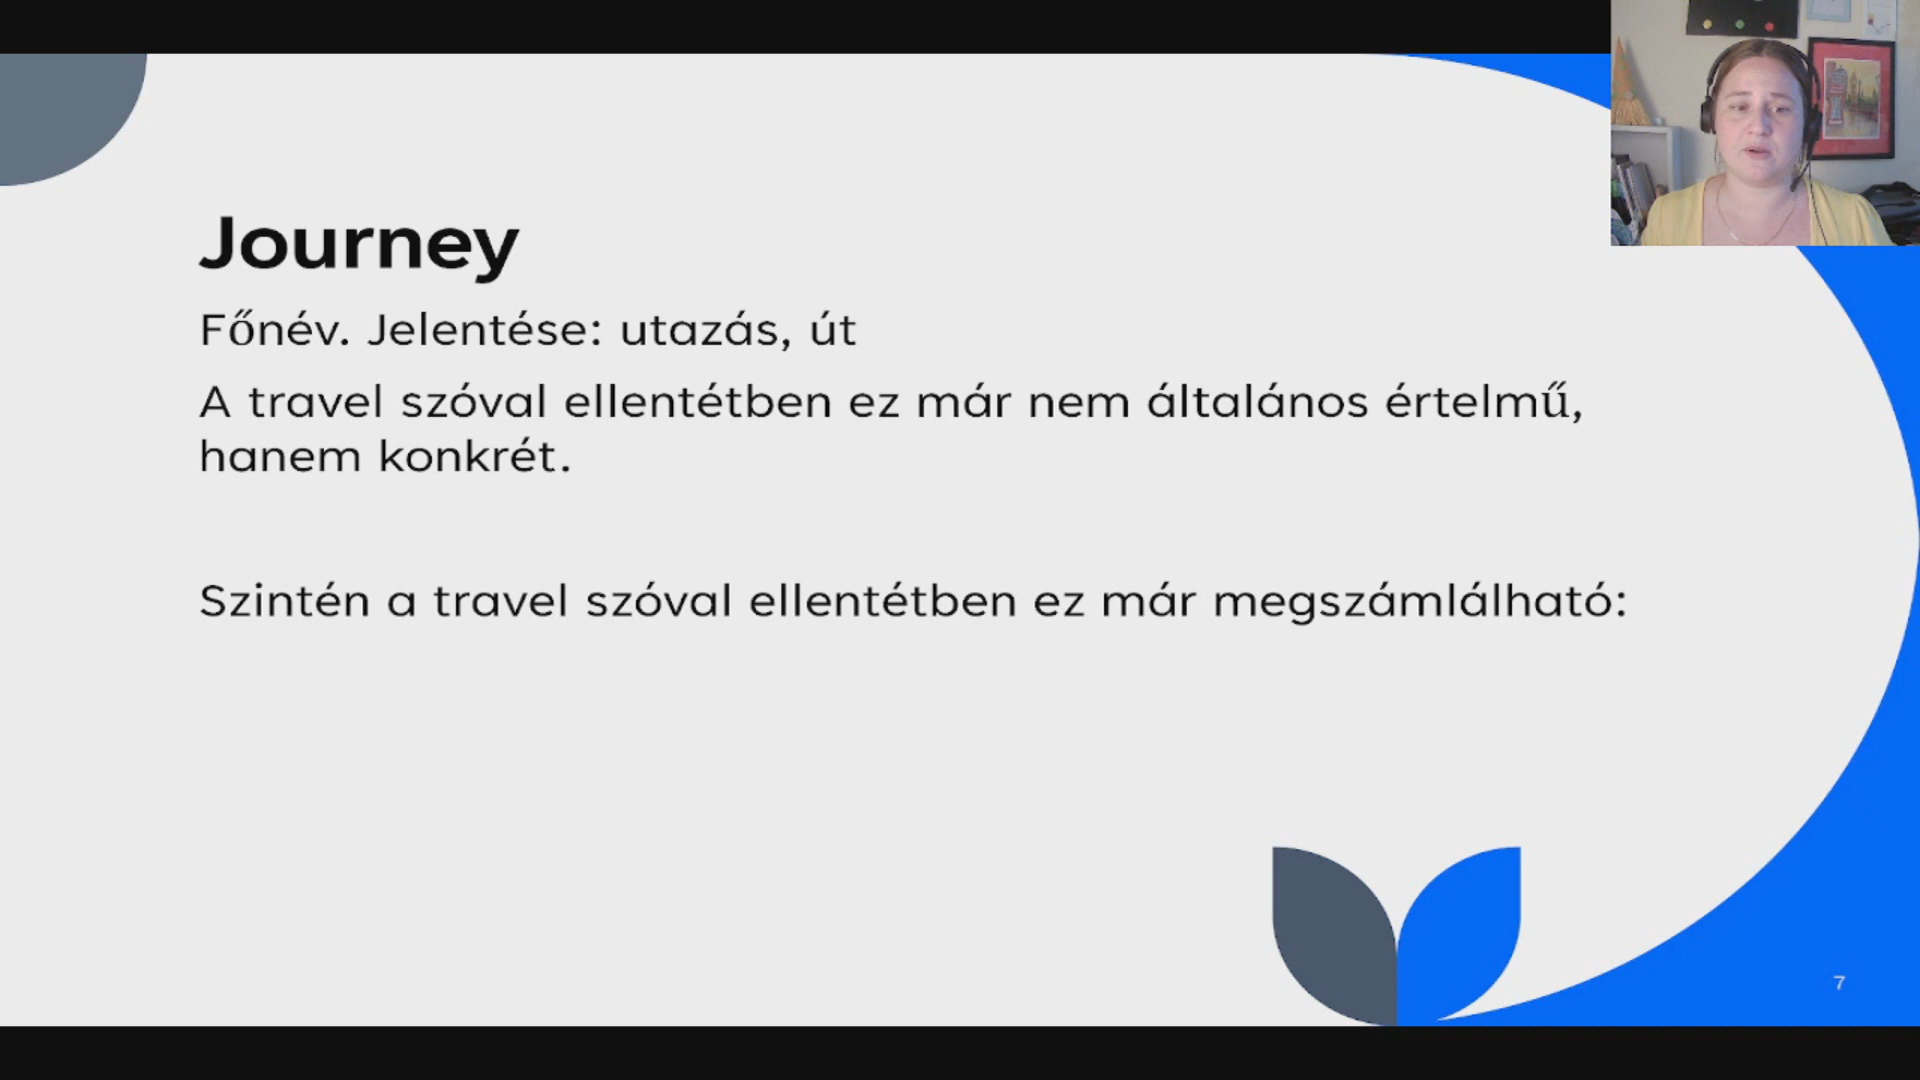 Journey
Főnév. Jelentése: utazás, út
A travel szóval ellentétben ez már nem általános értelmű,
hanem konkrét.
Szintén a travel szóval ellentétben ez már megszámlálható:
7